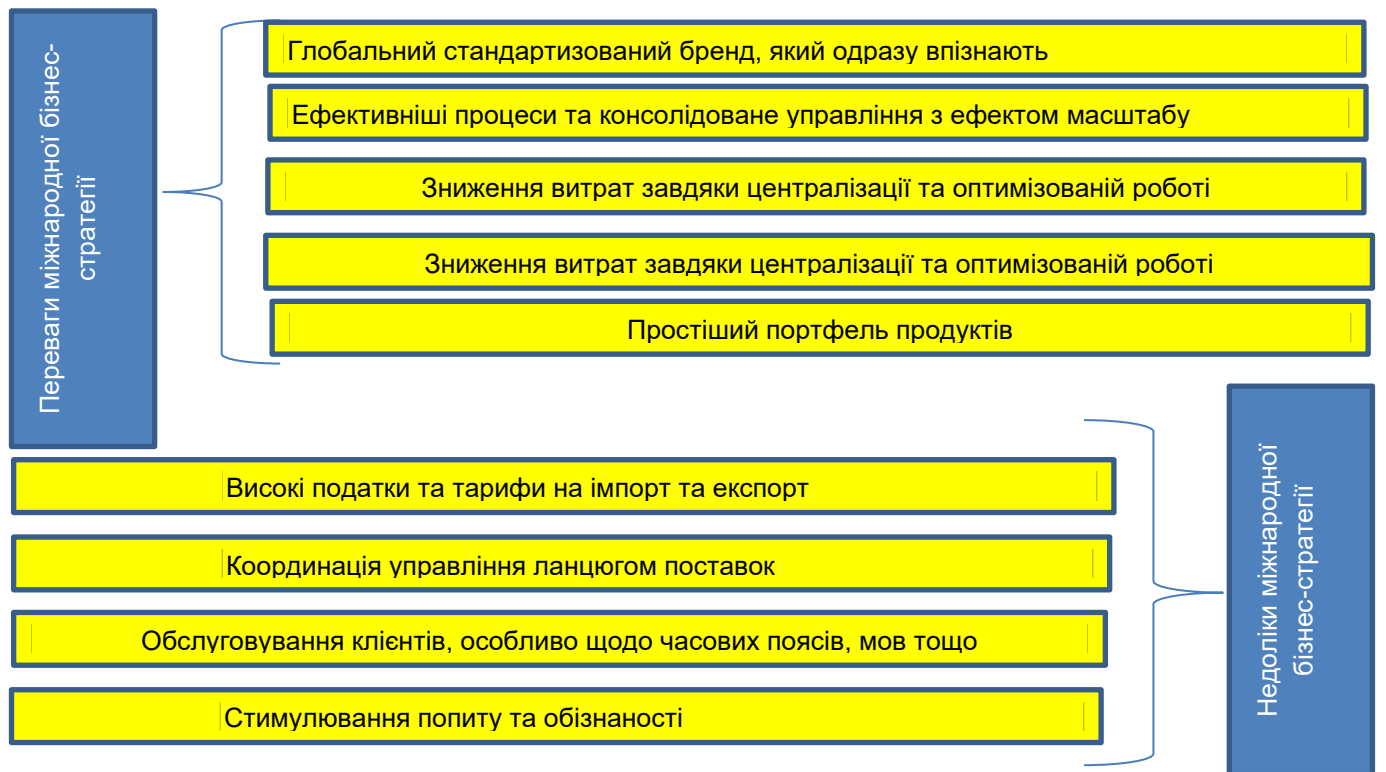 Переваги міжнародної бізнес-
стратегії
Глобальний стандартизований бренд, який одразу впізнають
Ефективніші процеси та консолідоване управління з ефектом масштабу
Зниження витрат завдяки централізації та оптимізованій роботі
Зниження витрат завдяки централізації та оптимізованій роботі
Простіший портфель продуктів
Високі податки та тарифи на імпорт та експорт
Координація управління ланцюгом поставок
Обслуговування клієнтів, особливо щодо часових поясів, мов тощо
Стимулювання попиту та обізнаності
Недоліки міжнародної
бізнес-стратегії